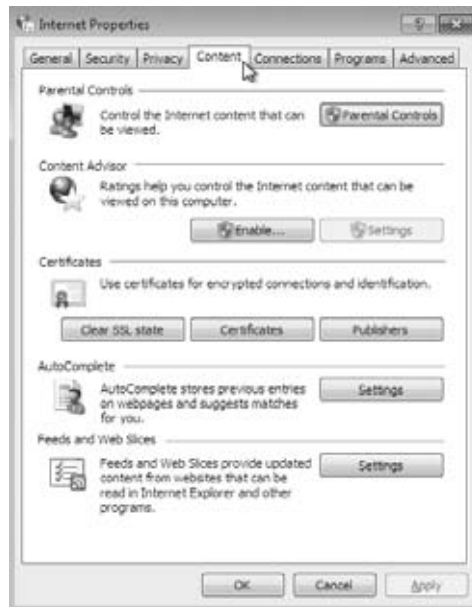 Internet Properties
General Security Privacy Content Connections Programs Advanced
Parental Controls
Control the Internet content that can
be viewed.
Parental Controls
Content Advisor
Ratings help you control the Internet content that can be
viewed on this computer.
Enable...
Settings
Certificates
Use certificates for encrypted connections and identification.
Clear SSL state
Certificates
Publishers
AutoComplete
AutoComplete stores previous entries
on webpages and suggests matches
for you.
Settings
Feeds and Web Slices
Feeds and Web Slices provide updated
content from websites that can be
read in Internet Explorer and other
programs.
Settings
OK
Cancel
Apply